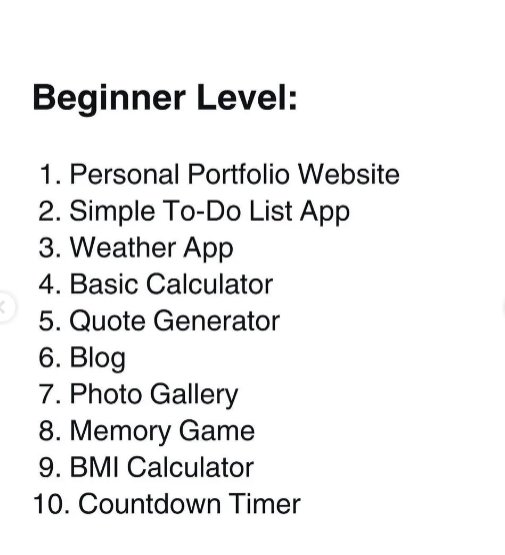 Beginner Level:
1. Personal Portfolio Website
2. Simple To-Do List App
3. Weather App
4. Basic Calculator
5. Quote Generator
6. Blog
7. Photo Gallery
8. Memory Game
9. BMI Calculator
10. Countdown Timer